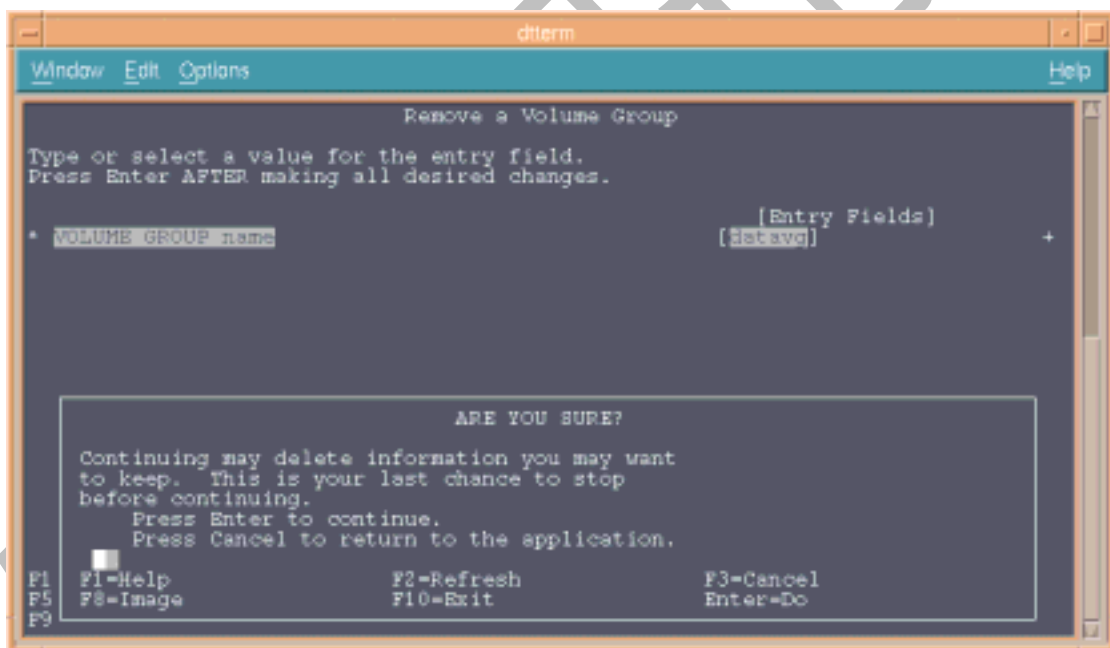 dtterm
Window Edit Options Help
Remove a Volume Group
Type or select a value for the entry field.
Press Enter AFTER making all desired changes.
[Entry Fields]
* VOLUME GROUP name [datavg] +
ARE YOU SURE?
Continuing may delete information you may want
to keep. This is your last chance to stop
before continuing.
Press Enter to continue.
Press Cancel to return to the application.
F1 F1=Help F2=Refresh F3=Cancel
F5 F8=Image F10=Exit Enter=Do
F9